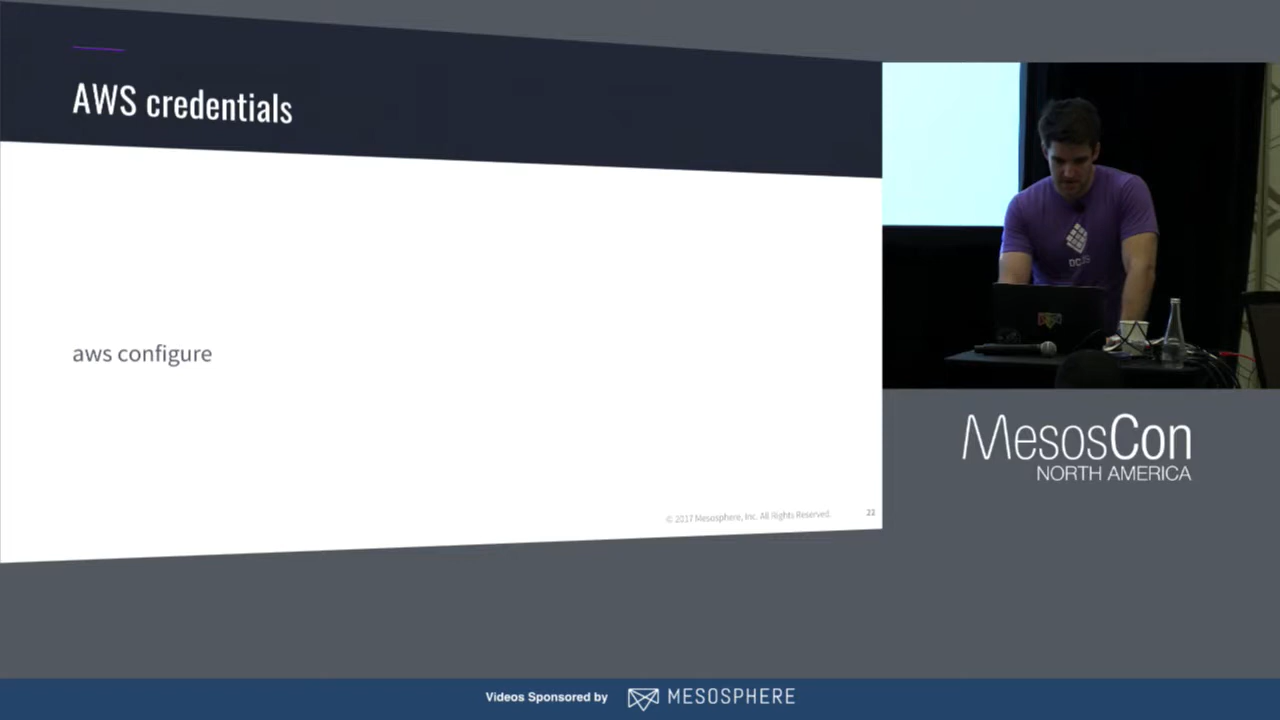 AWS credentials
aws configure
© 2017 Mesosphere, Inc. All Rights Reserved.
22
MesosCon
NORTH AMERICA
Videos Sponsored by
MESOSPHERE